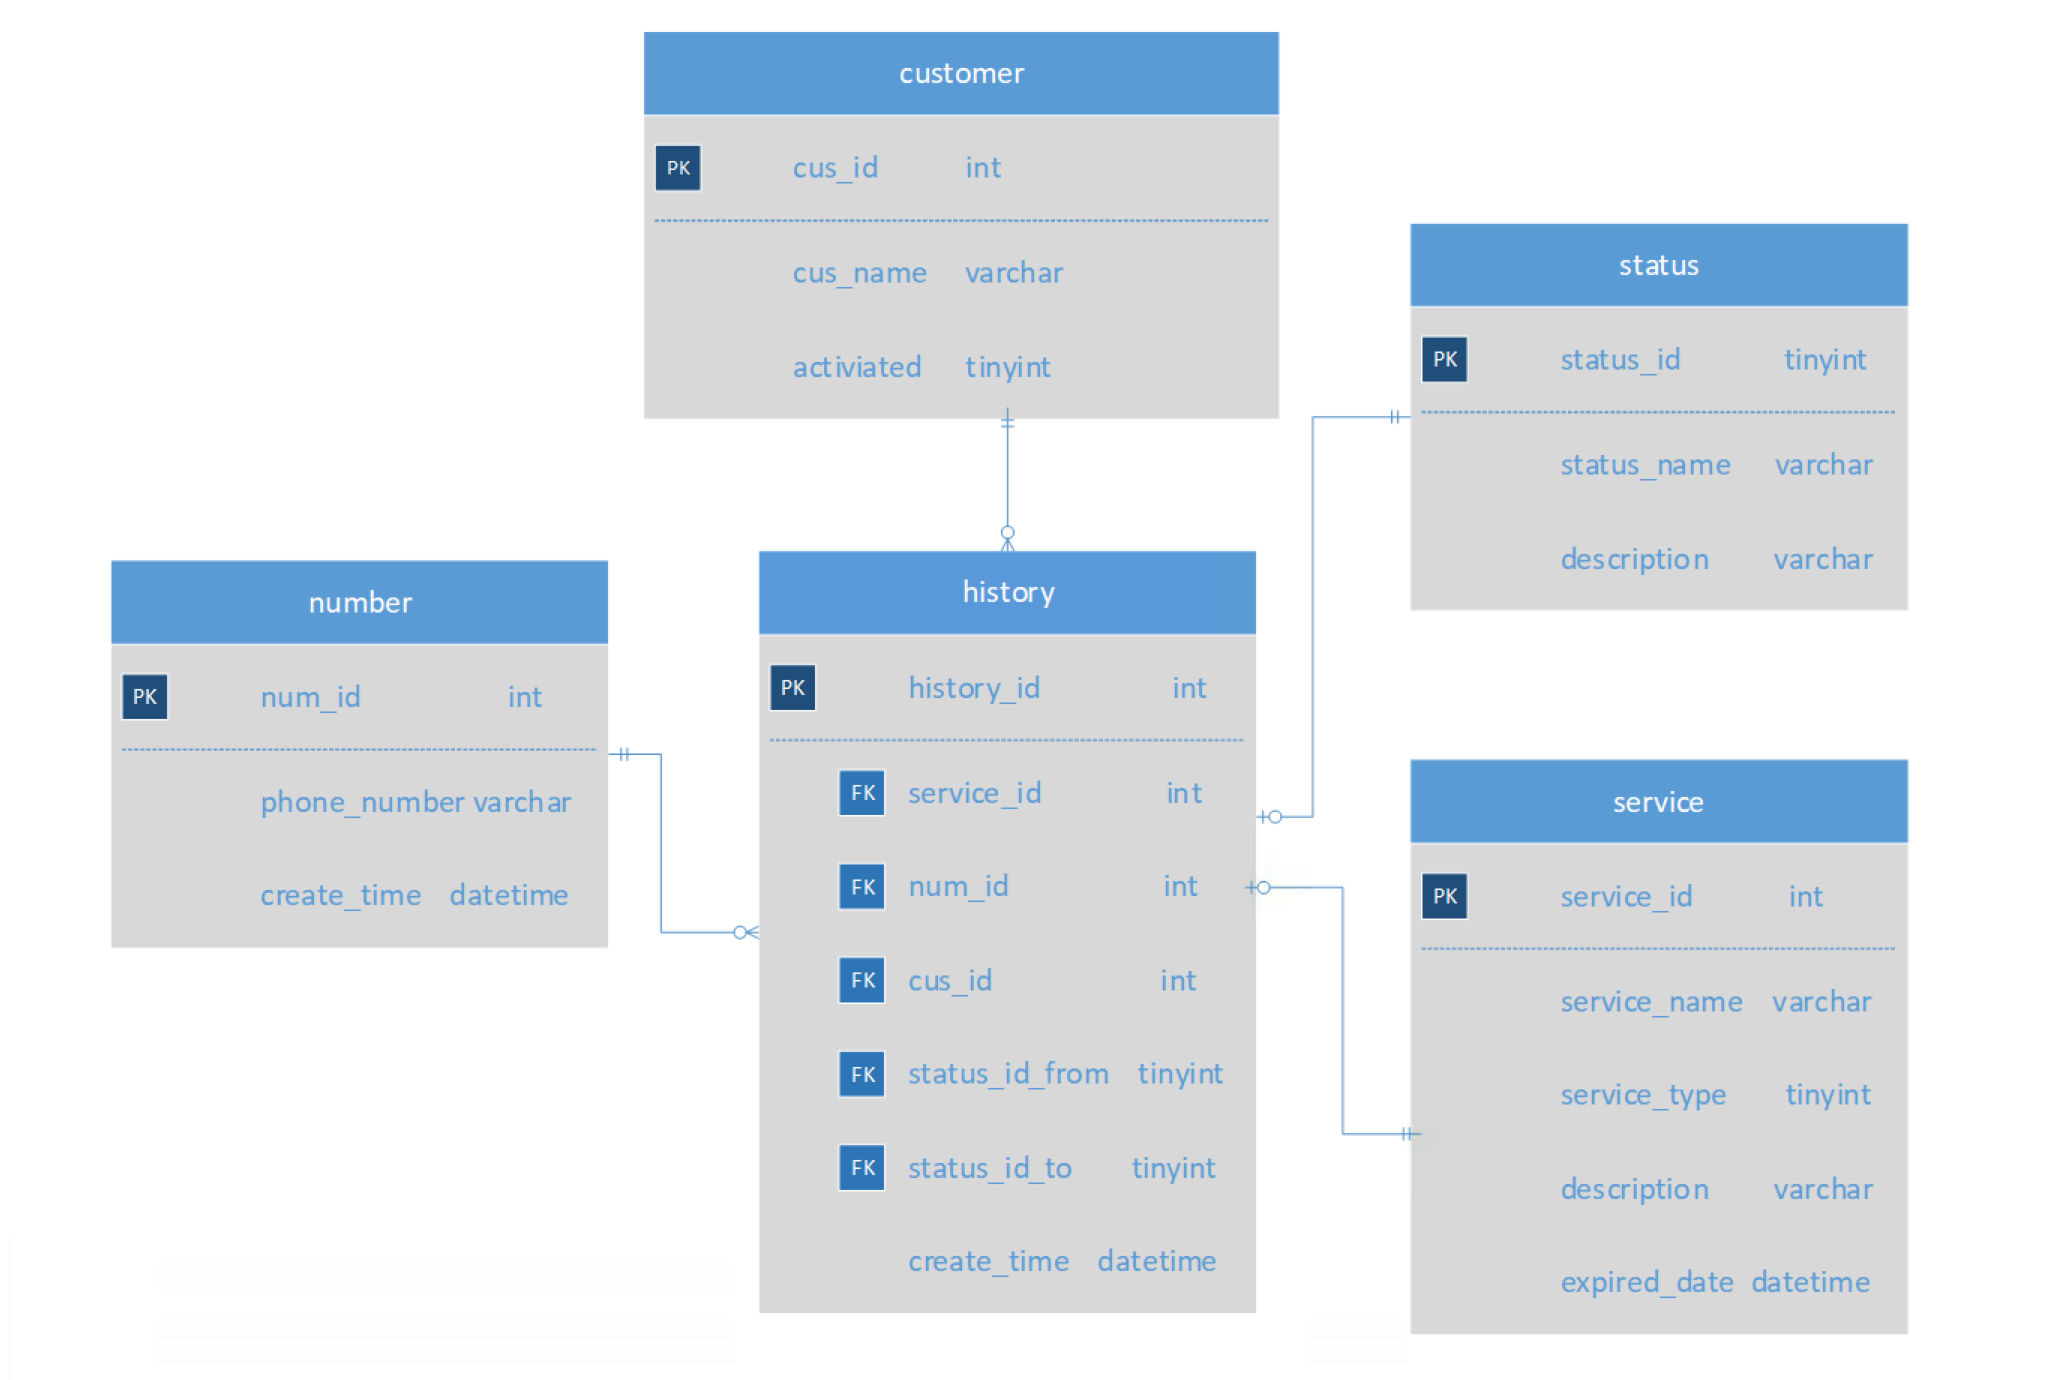 customer
PK cus_id int
cus_name varchar
activiated tinyint
status
PK status_id tinyint
status_name varchar
description varchar
number
PK num_id int
phone_number varchar
create_time datetime
history
PK history_id int
FK service_id int
FK num_id int
FK cus_id int
FK status_id_from tinyint
FK status_id_to tinyint
create_time datetime
service
PK service_id int
service_name varchar
service_type tinyint
description varchar
expired_date datetime